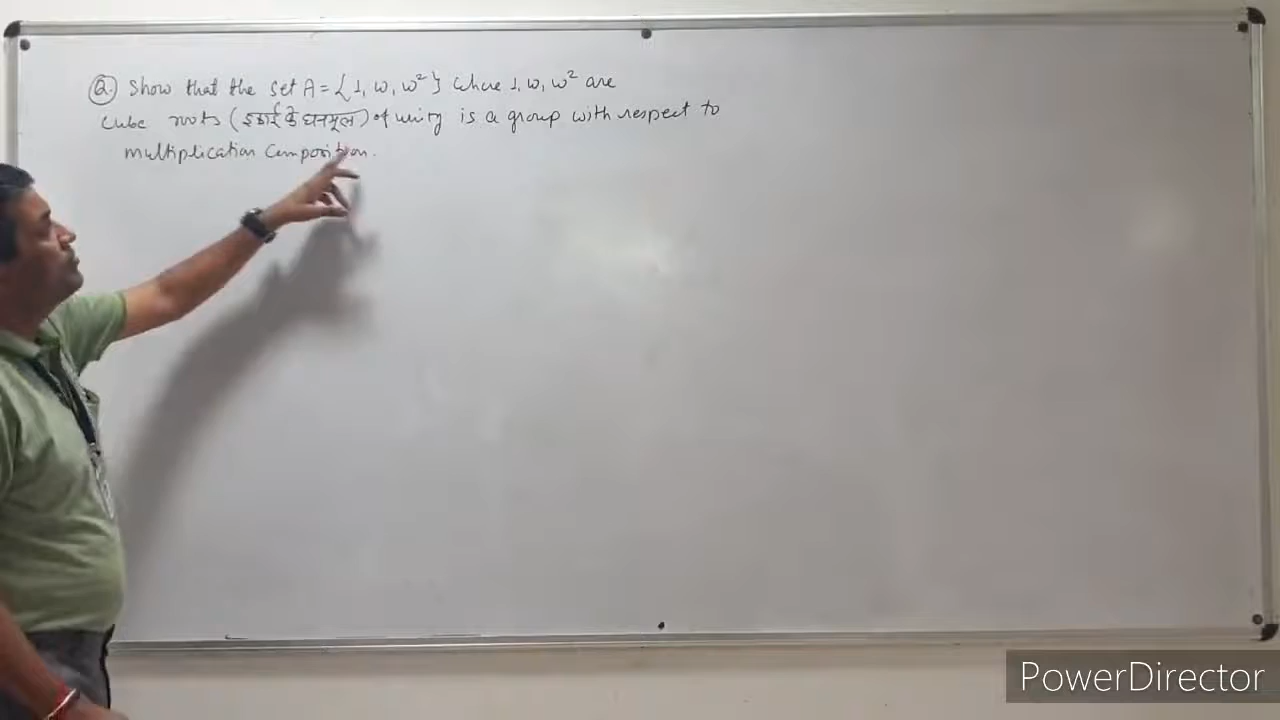 Q. Show that the set A = {1, ω, ω²} where 1, ω, ω² are
cube roots (इकाई के घनमूल) of unity is a group with respect to
multiplication composition.
PowerDirector